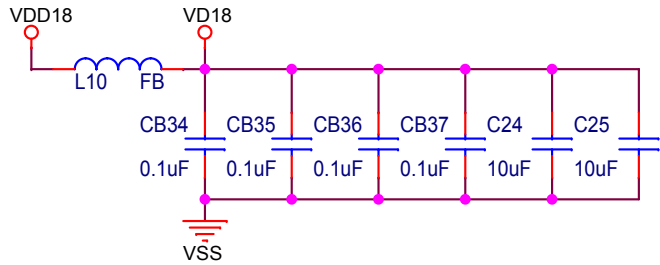 VDD18 VD18
L10 FB
CB34 CB35 CB36 CB37 C24 C25
0.1uF 0.1uF 0.1uF 0.1uF 10uF 10uF
VSS